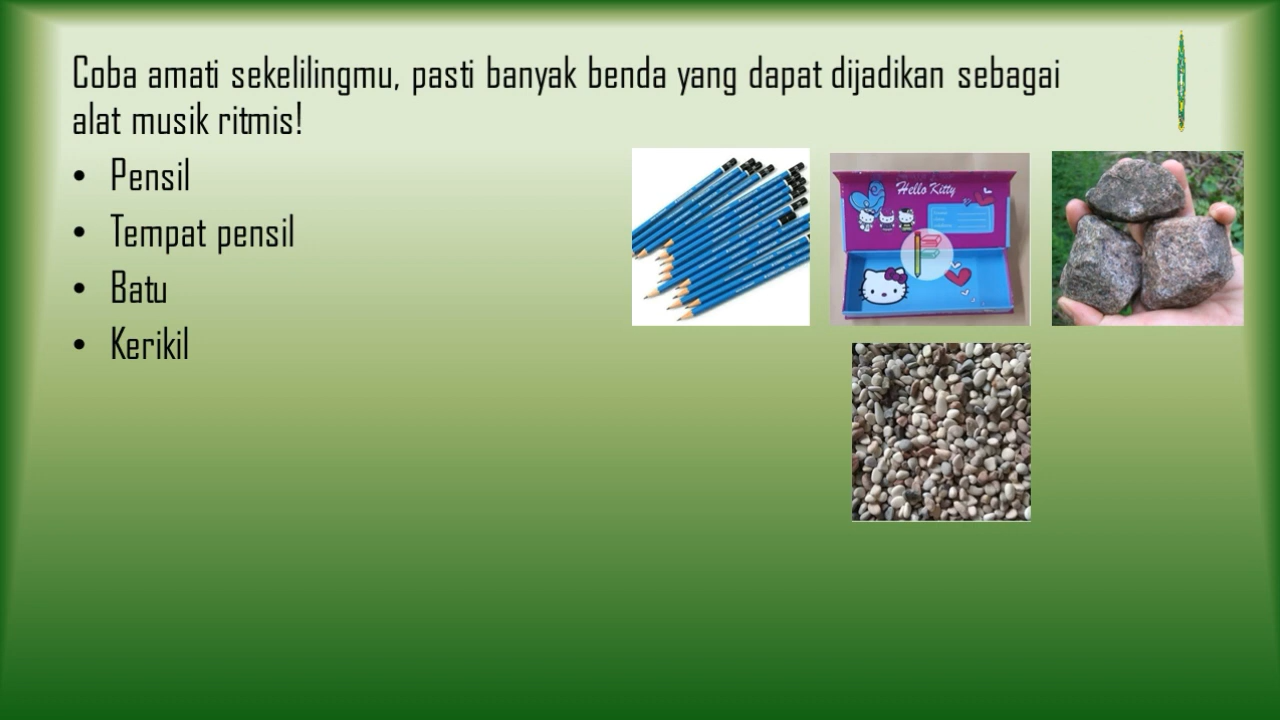 Coba amati sekelilingmu, pasti banyak benda yang dapat dijadikan sebagai
alat musik ritmis!
• Pensil
• Tempat pensil
• Batu
• Kerikil
Hello Kitty